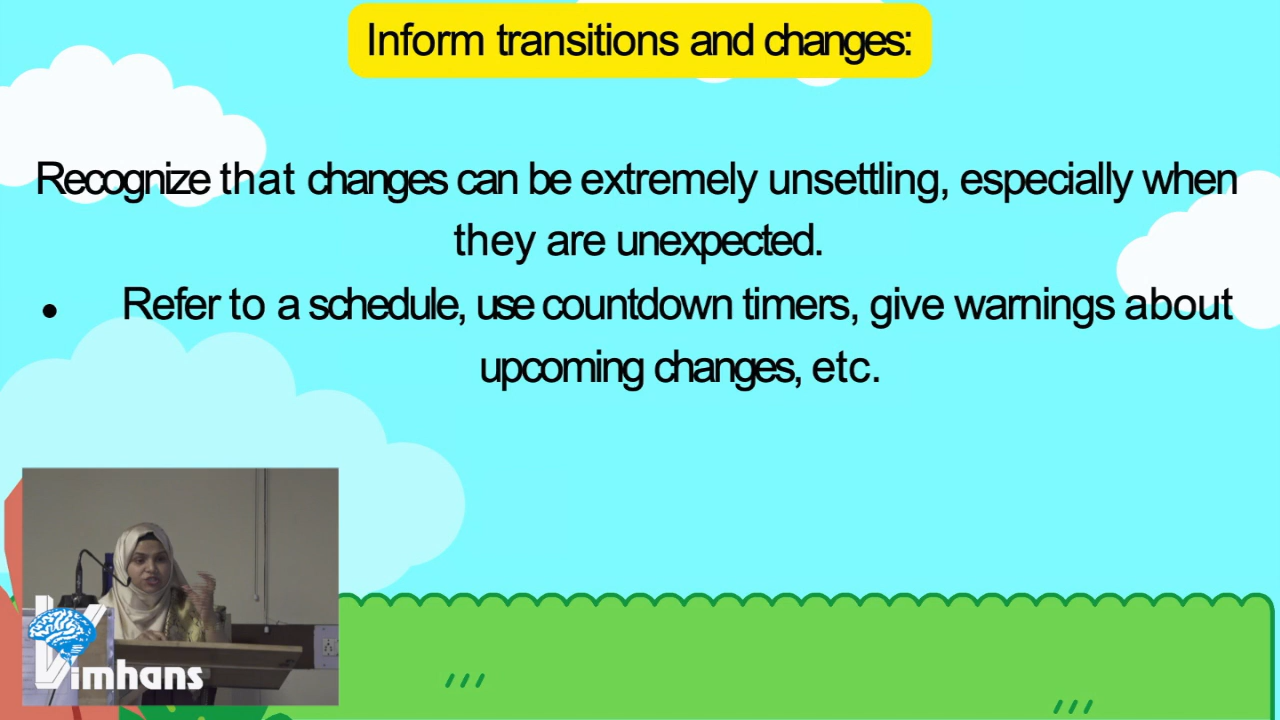 Inform transitions and changes:
Recognize that changes can be extremely unsettling, especially when
they are unexpected.
• Refer to a schedule, use countdown timers, give warnings about
upcoming changes, etc.
Vimhans